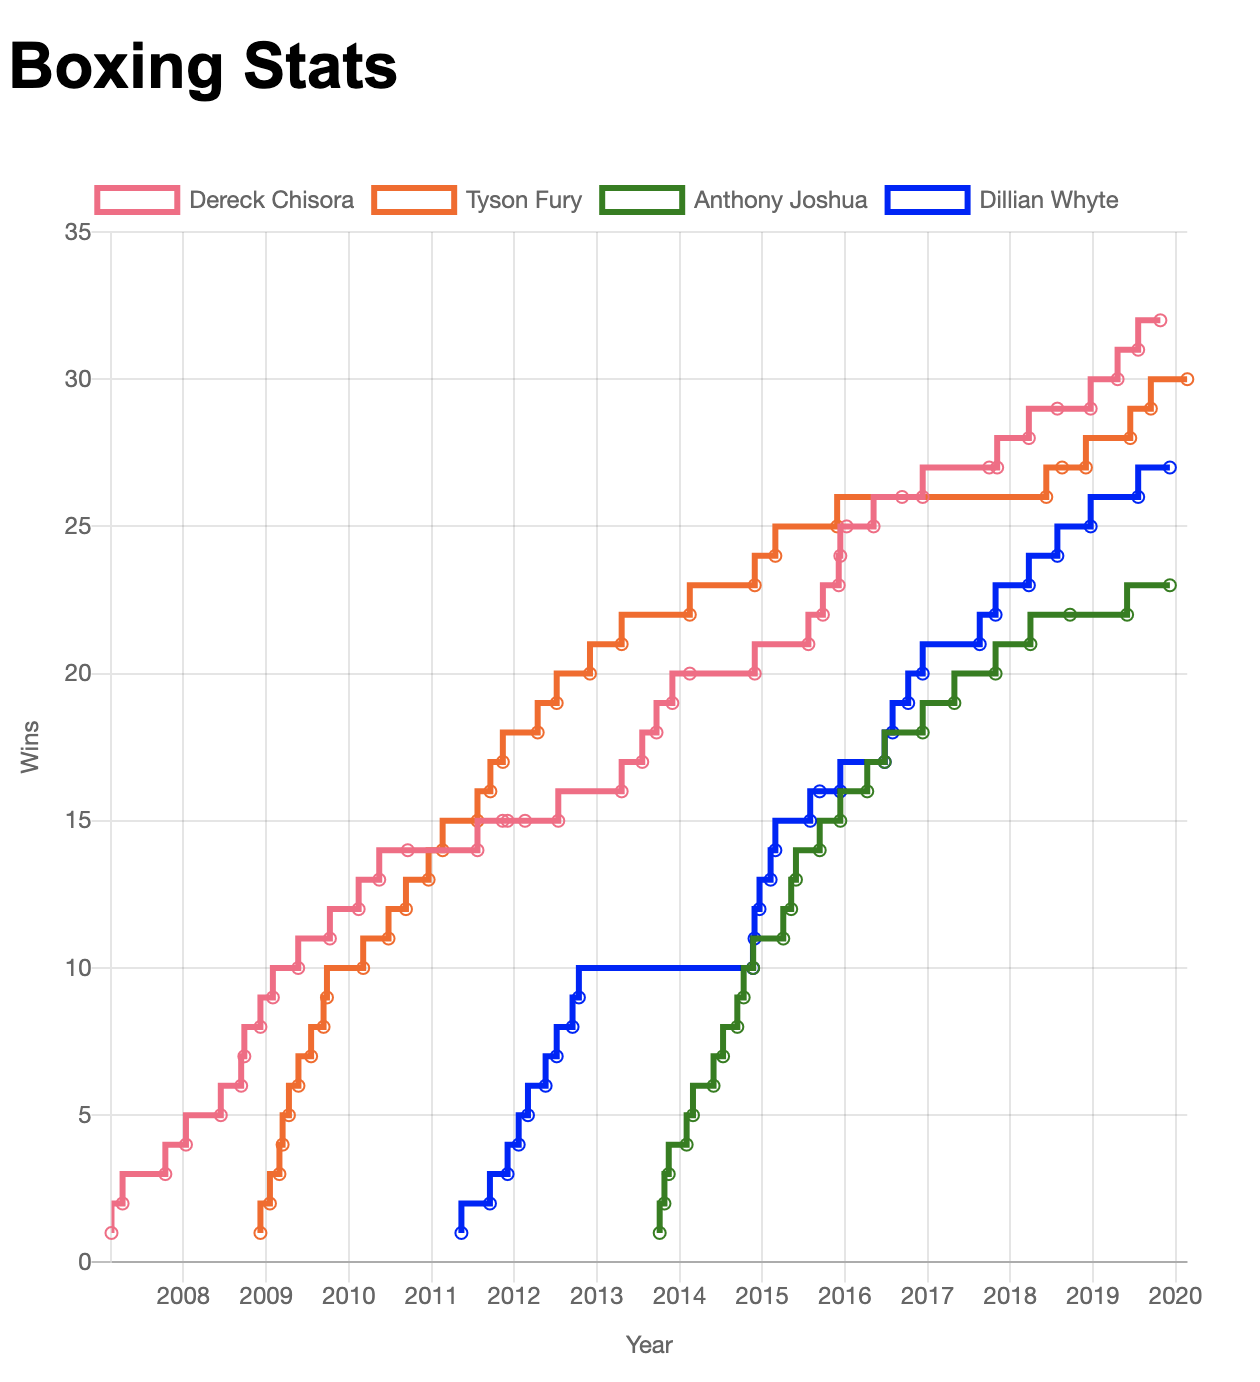 Boxing Stats
Dereck Chisora Tyson Fury Anthony Joshua Dillian Whyte
35
30
25
20
15
10
5
0
Wins
2008 2009 2010 2011 2012 2013 2014 2015 2016 2017 2018 2019 2020
Year